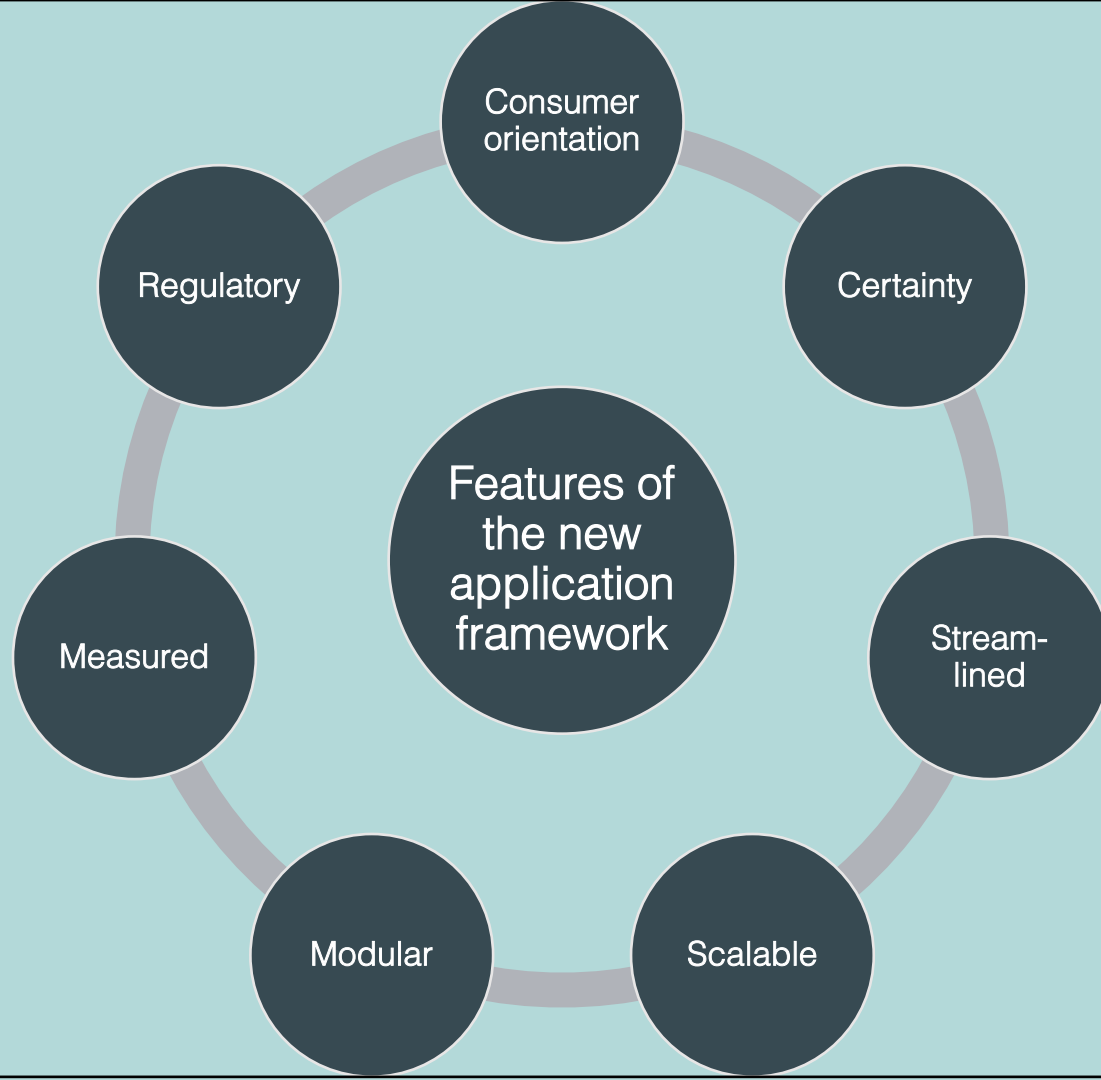 Consumer
orientation
Regulatory
Certainty
Features of
the new
application
framework
Measured
Stream-
lined
Modular
Scalable